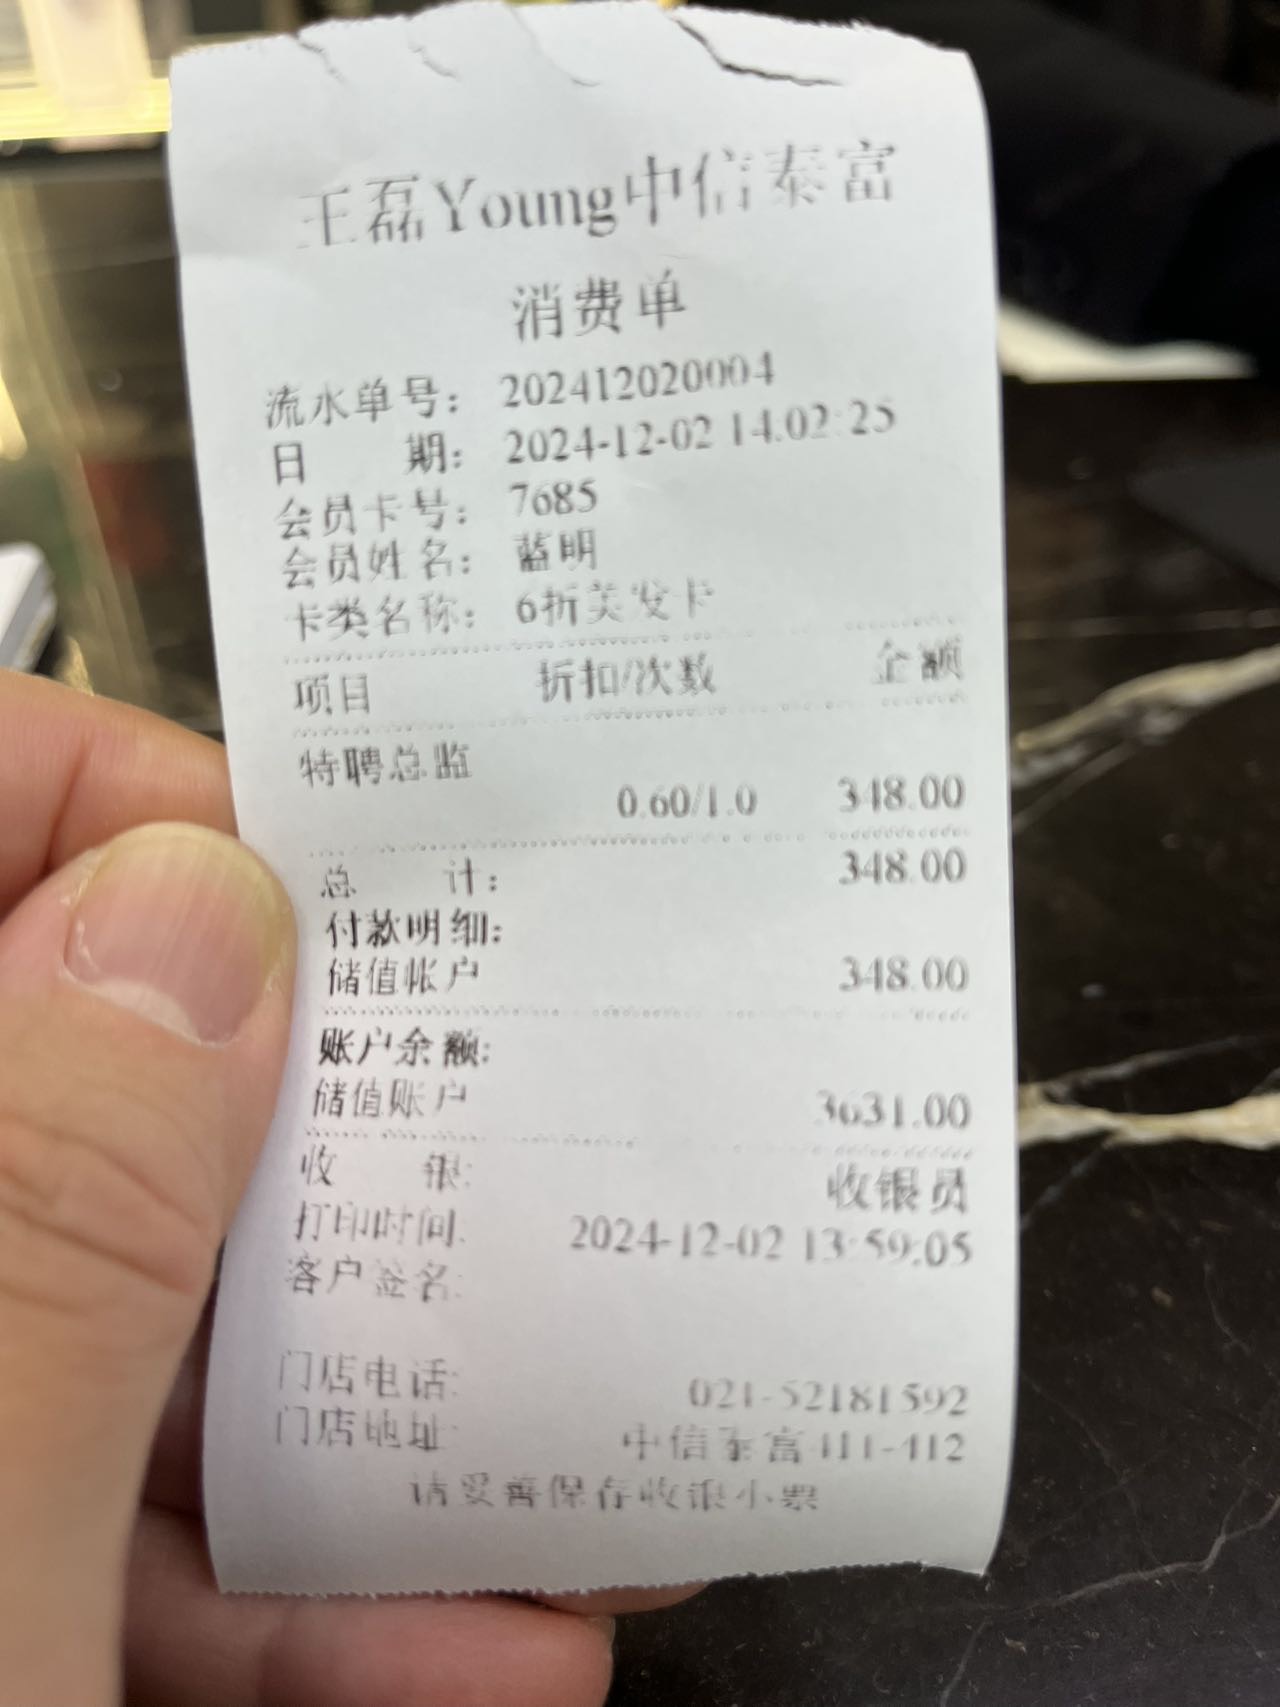 王磊Young中信泰富
消费单
流水单号： 202412020004
日 期： 2024-12-02 14:02:25
会员卡号： 7685
会员姓名： 蓝明
卡类名称： 6折美发卡
项目 折扣/次数 金额
特聘总监
0.60/1.0 348.00
总 计： 348.00
付款明细:
储值帐户 348.00
账户余额:
储值账户 3631.00
收 银: 收银员
打印时间: 2024-12-02 13:59:05
客户签名:
门店电话: 021-52181592
门店地址: 中信泰富411-412
请妥善保存收银小票